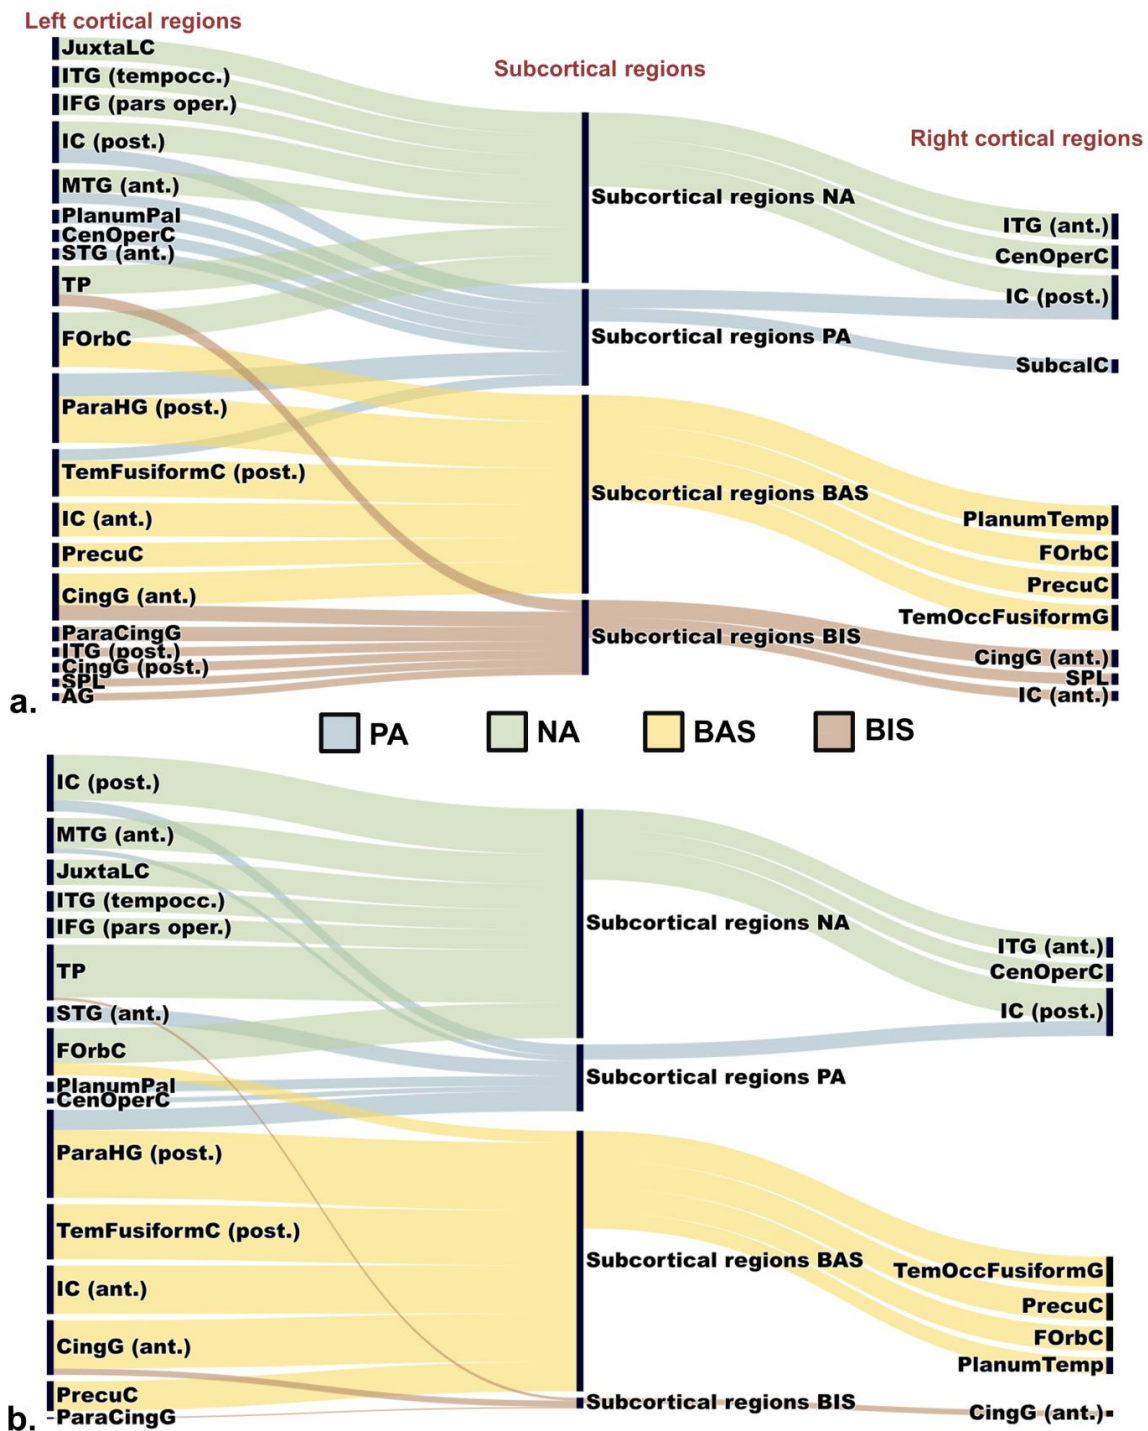 Left cortical regions
Subcortical regions
Right cortical regions
JuxtaLC
ITG (tempocc.)
IFG (pars oper.)
IC (post.)
MTG (ant.)
PlanumPal
CenOperC
STG (ant.)
TP
FOrbC
ParaHG (post.)
TemFusiformC (post.)
IC (ant.)
PrecuC
CingG (ant.)
ParaCingG
ITG (post.)
CingG (post.)
SPL
AG
Subcortical regions NA
Subcortical regions PA
Subcortical regions BAS
Subcortical regions BIS
ITG (ant.)
CenOperC
IC (post.)
SubcalC
PlanumTemp
FOrbC
PrecuC
TemOccFusiformG
CingG (ant.)
SPL
IC (ant.)
a.
PA
NA
BAS
BIS
IC (post.)
MTG (ant.)
JuxtaLC
ITG (tempocc.)
IFG (pars oper.)
TP
STG (ant.)
FOrbC
PlanumPal
CenOperC
ParaHG (post.)
TemFusiformC (post.)
IC (ant.)
CingG (ant.)
PrecuC
ParaCingG
Subcortical regions NA
Subcortical regions PA
Subcortical regions BAS
Subcortical regions BIS
ITG (ant.)
CenOperC
IC (post.)
TemOccFusiformG
PrecuC
FOrbC
PlanumTemp
CingG (ant.)
b.